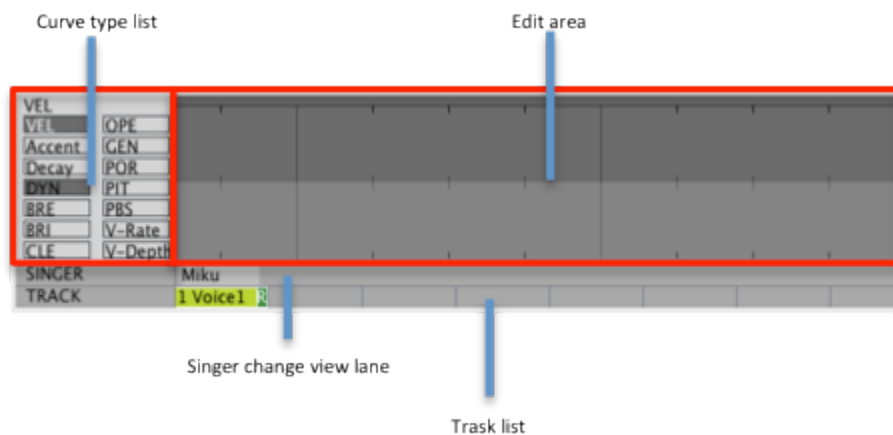 Curve type list
Edit area
VEL
VEL OPE
Accent GEN
Decay POR
DYN PIT
BRE PBS
BRI V-Rate
CLE V-Depth
SINGER Miku
TRACK 1 Voice1 R
Singer change view lane
Trask list